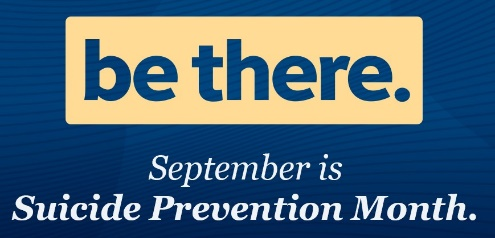 be there.
September is
Suicide Prevention Month.